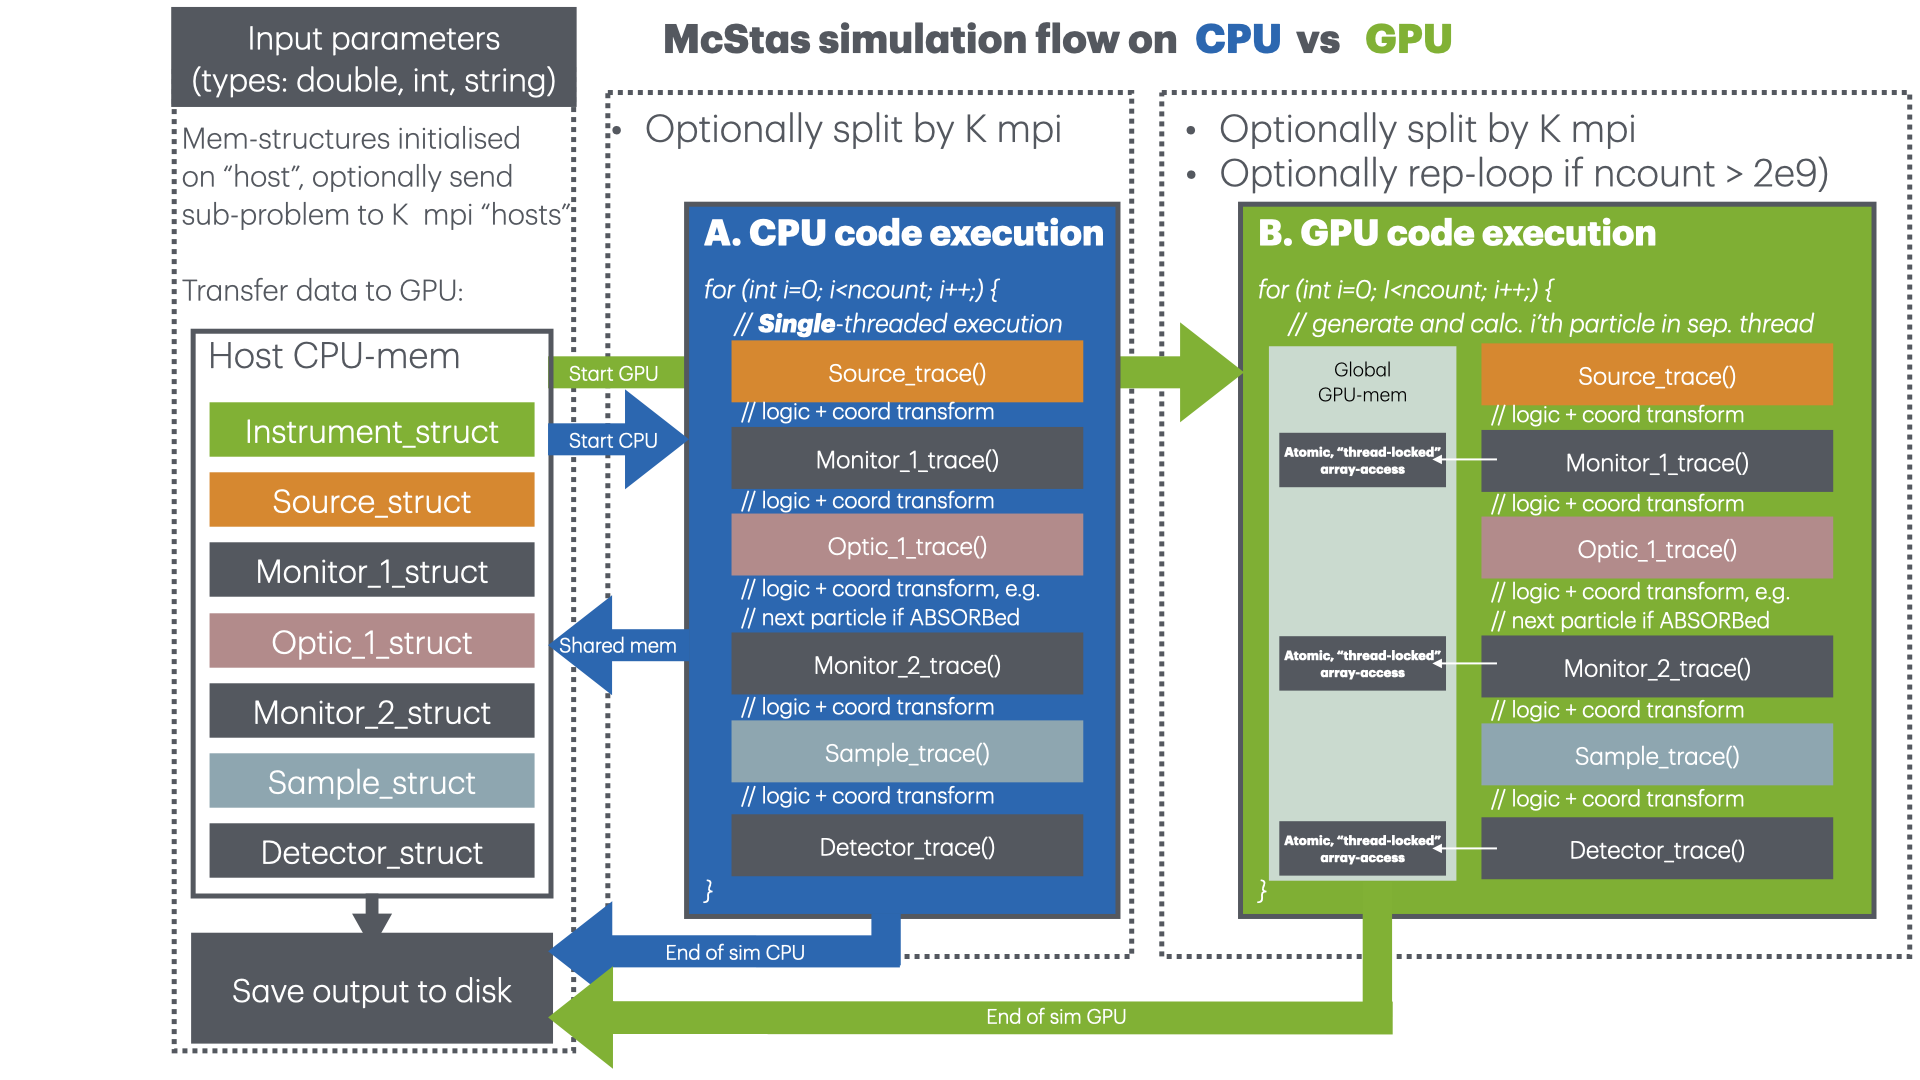 McStas simulation flow on CPU vs GPU
Input parameters
(types: double, int, string)
Mem-structures initialised
on “host”, optionally send
sub-problem to K mpi “hosts”
Transfer data to GPU:
Host CPU-mem
Instrument_struct
Source_struct
Monitor_1_struct
Optic_1_struct
Monitor_2_struct
Sample_struct
Detector_struct
Save output to disk
Start GPU
Start CPU
Shared mem
End of sim CPU
End of sim GPU
• Optionally split by K mpi
A. CPU code execution
for (int i=0; i<ncount; i++;) {
// Single-threaded execution
Source_trace()
// logic + coord transform
Monitor_1_trace()
// logic + coord transform
Optic_1_trace()
// logic + coord transform, e.g.
// next particle if ABSORBed
Monitor_2_trace()
// logic + coord transform
Sample_trace()
// logic + coord transform
Detector_trace()
}
• Optionally split by K mpi
• Optionally rep-loop if ncount > 2e9)
B. GPU code execution
for (int i=0; I<ncount; i++;) {
// generate and calc. i’th particle in sep. thread
Global
GPU-mem
Source_trace()
// logic + coord transform
Atomic, “thread-locked”
array-access
Monitor_1_trace()
// logic + coord transform
Optic_1_trace()
// logic + coord transform, e.g.
// next particle if ABSORBed
Atomic, “thread-locked”
array-access
Monitor_2_trace()
// logic + coord transform
Sample_trace()
// logic + coord transform
Atomic, “thread-locked”
array-access
Detector_trace()
}